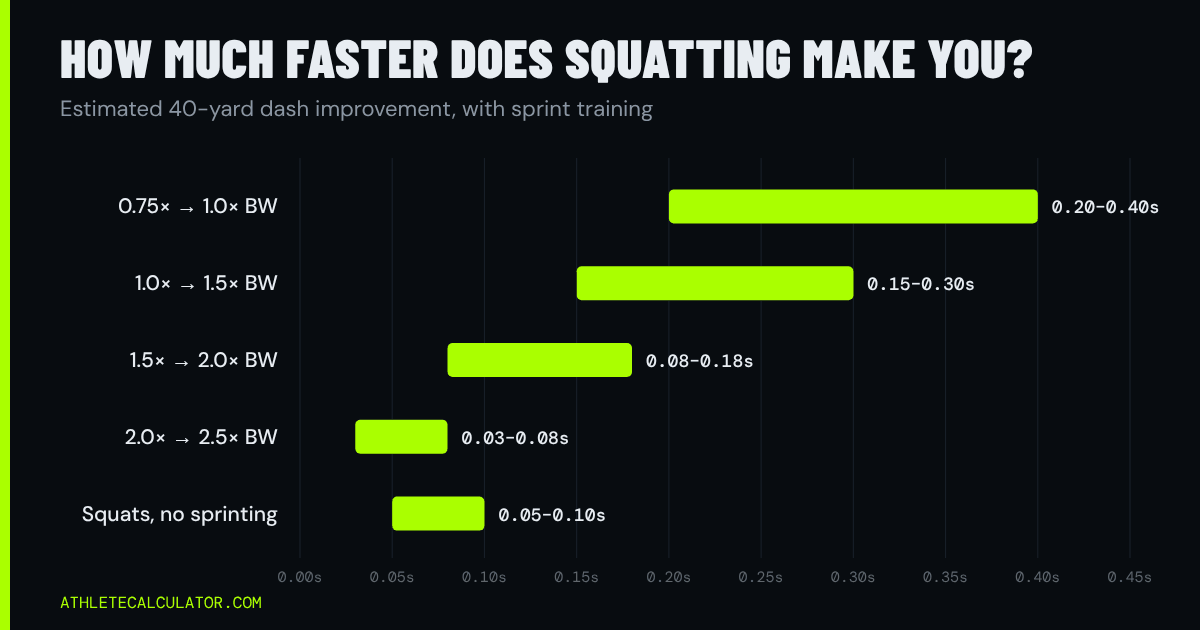 HOW MUCH FASTER DOES SQUATTING MAKE YOU?
Estimated 40-yard dash improvement, with sprint training
0.75× → 1.0× BW
0.20–0.40s
1.0× → 1.5× BW
0.15–0.30s
1.5× → 2.0× BW
0.08–0.18s
2.0× → 2.5× BW
0.03–0.08s
Squats, no sprinting
0.05–0.10s
0.00s 0.05s 0.10s 0.15s 0.20s 0.25s 0.30s 0.35s 0.40s 0.45s
ATHLETECALCULATOR.COM